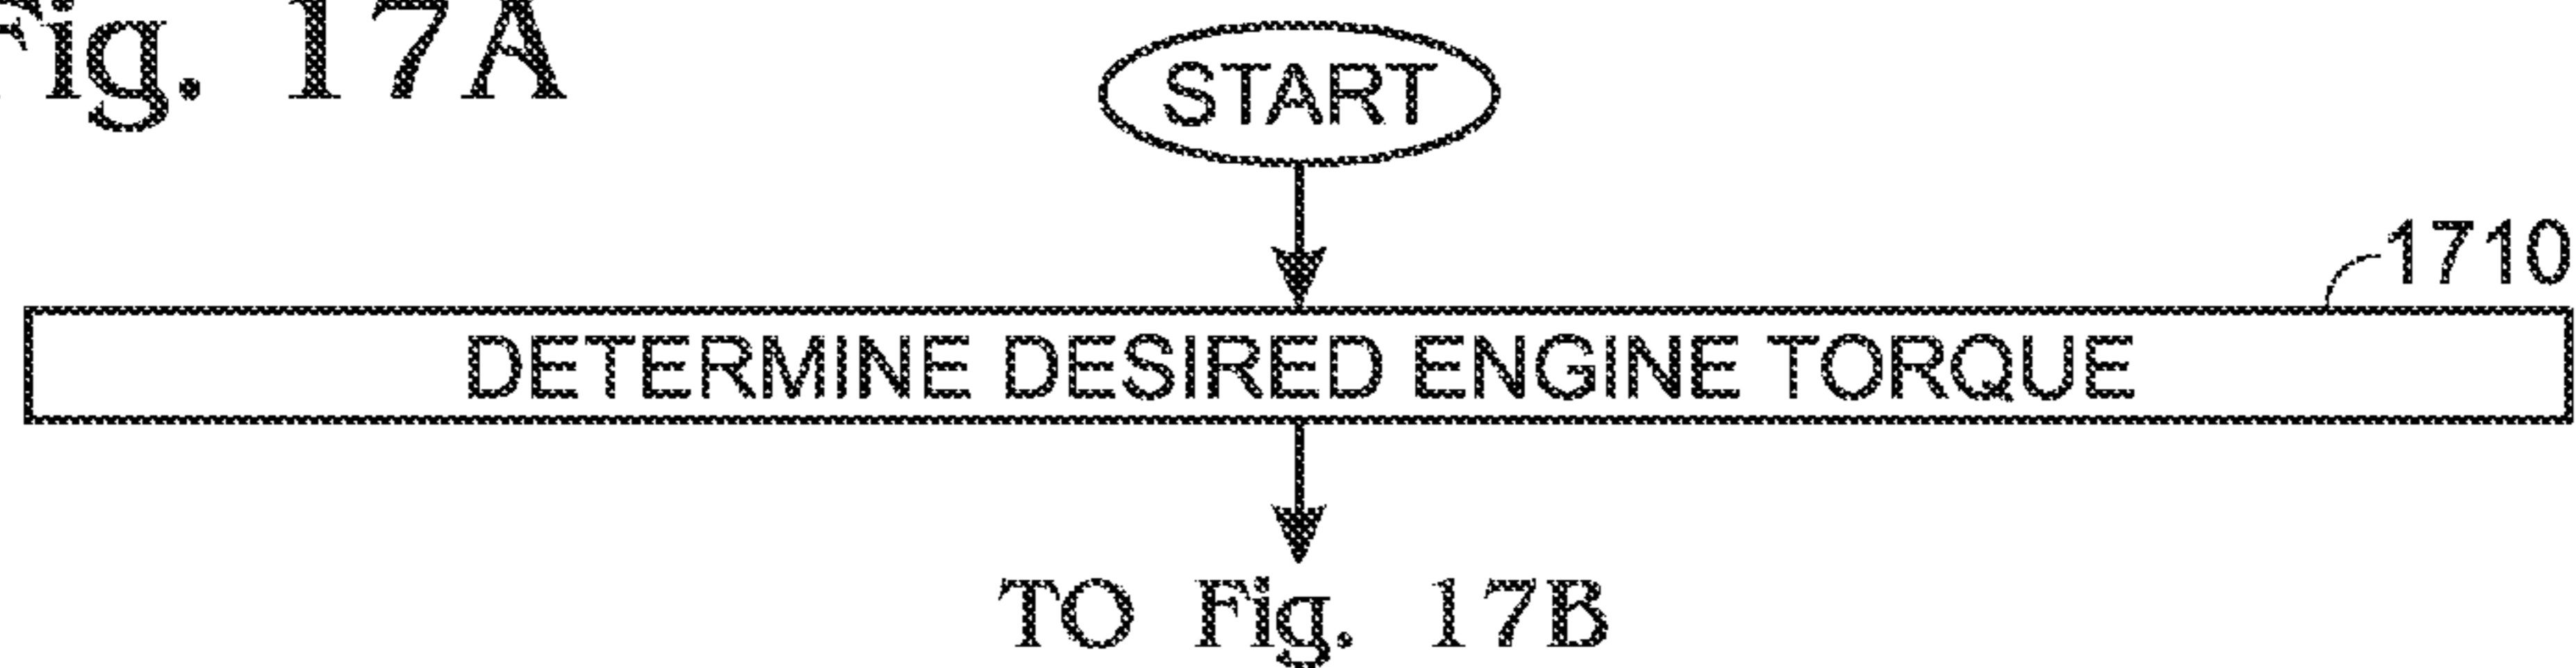 Fig. 17A
START
1710
DETERMINE DESIRED ENGINE TORQUE
TO Fig. 17B